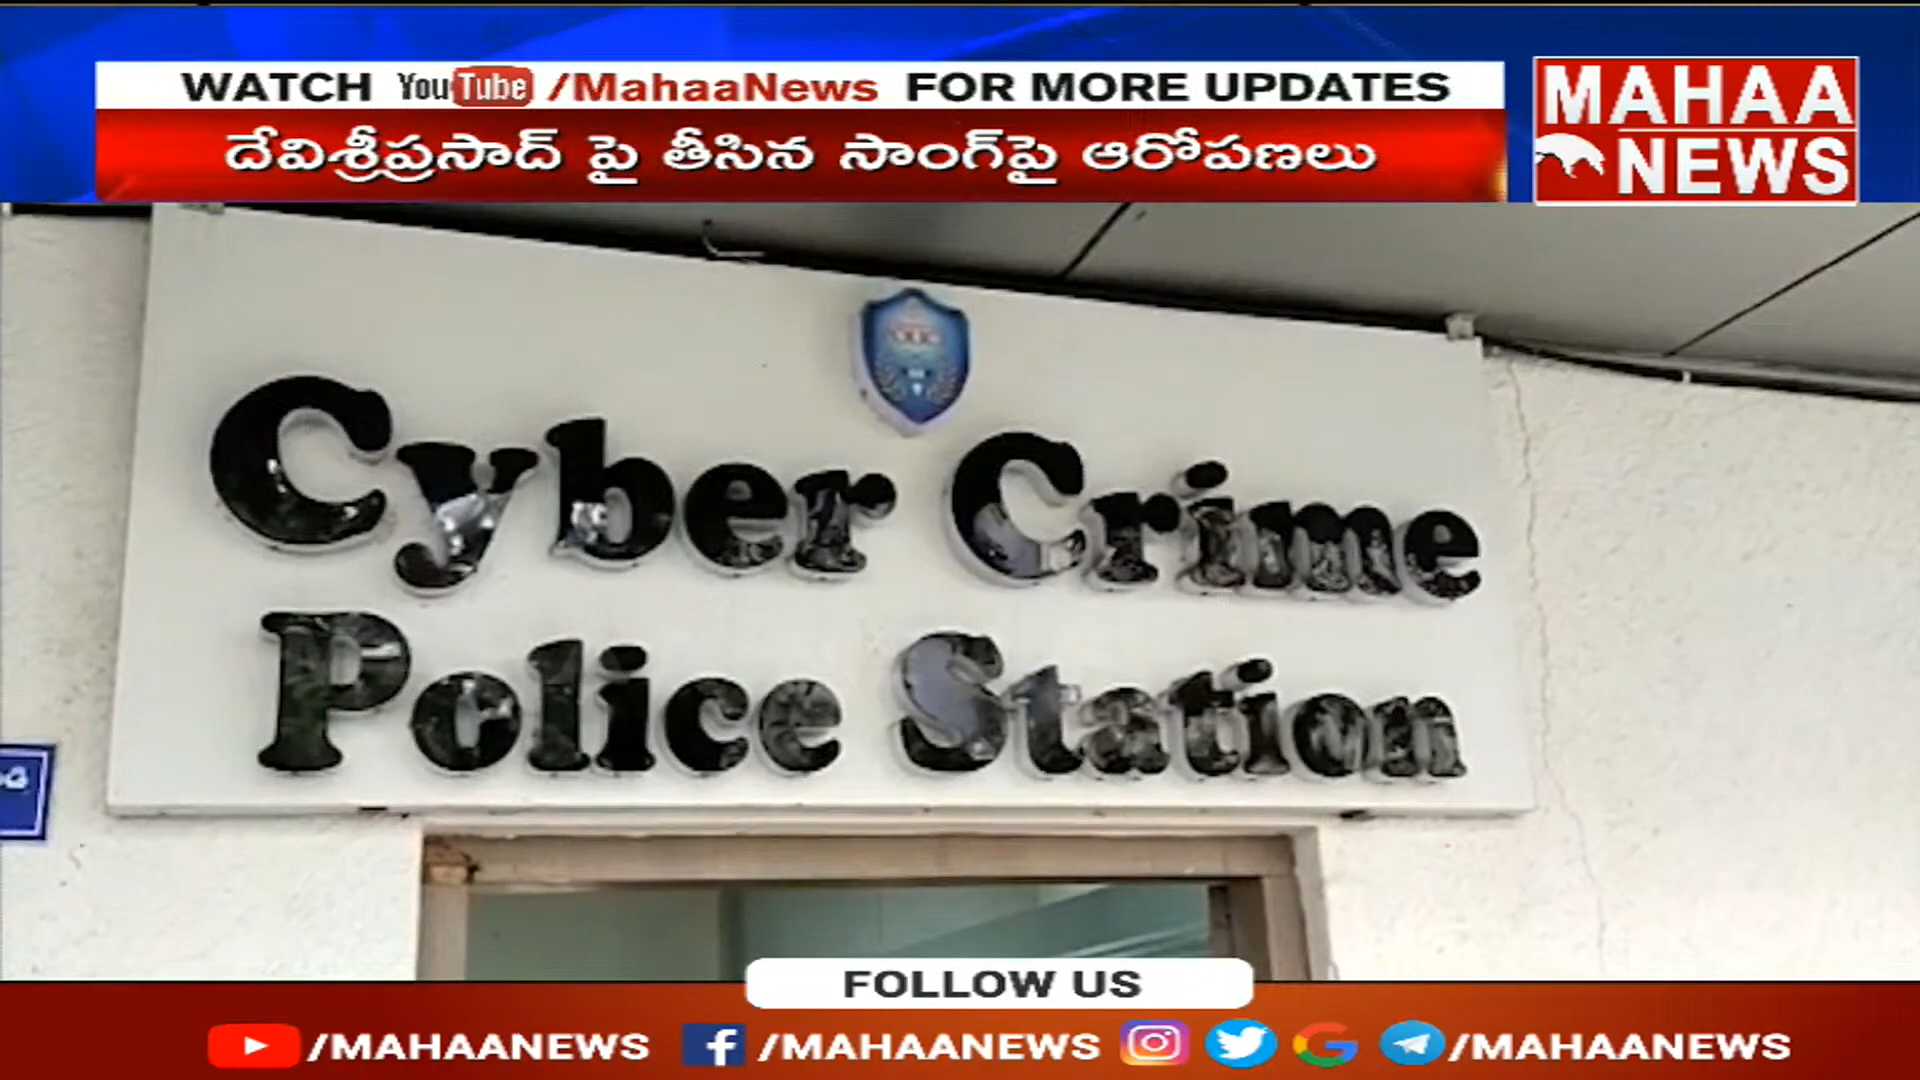 WATCH YouTube /MahaaNews FOR MORE UPDATES
దేవిశ్రీప్రసాద్ పై తీసిన సాంగ్‌పై ఆరోపణలు
MAHAA
NEWS
Cyber Crime
Police Station
FOLLOW US
/MAHAANEWS /MAHAANEWS /MAHAANEWS